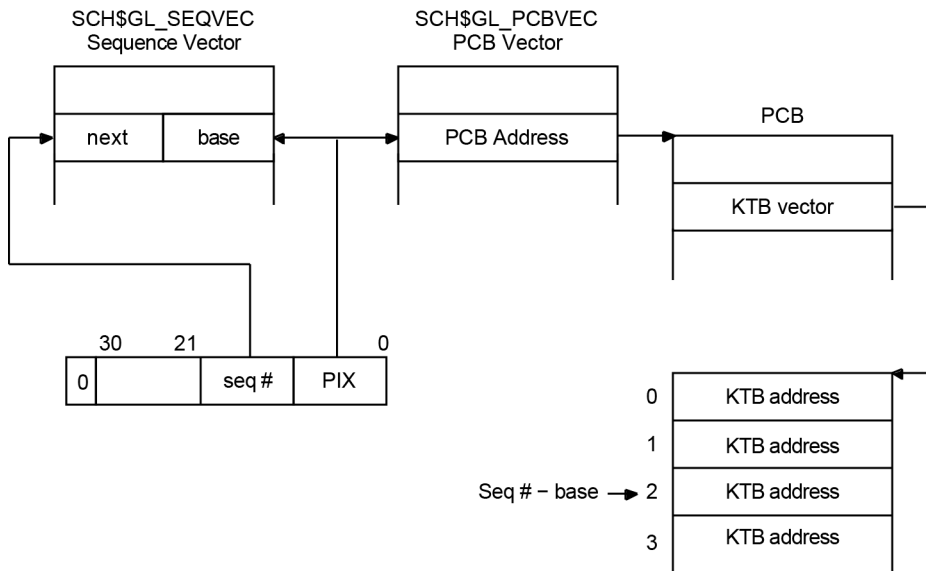 SCH$GL_SEQVEC
Sequence Vector
SCH$GL_PCBVEC
PCB Vector
next
base
PCB Address
PCB
KTB vector
30
21
0
0
seq #
PIX
0
KTB address
1
KTB address
Seq # − base
2
KTB address
3
KTB address